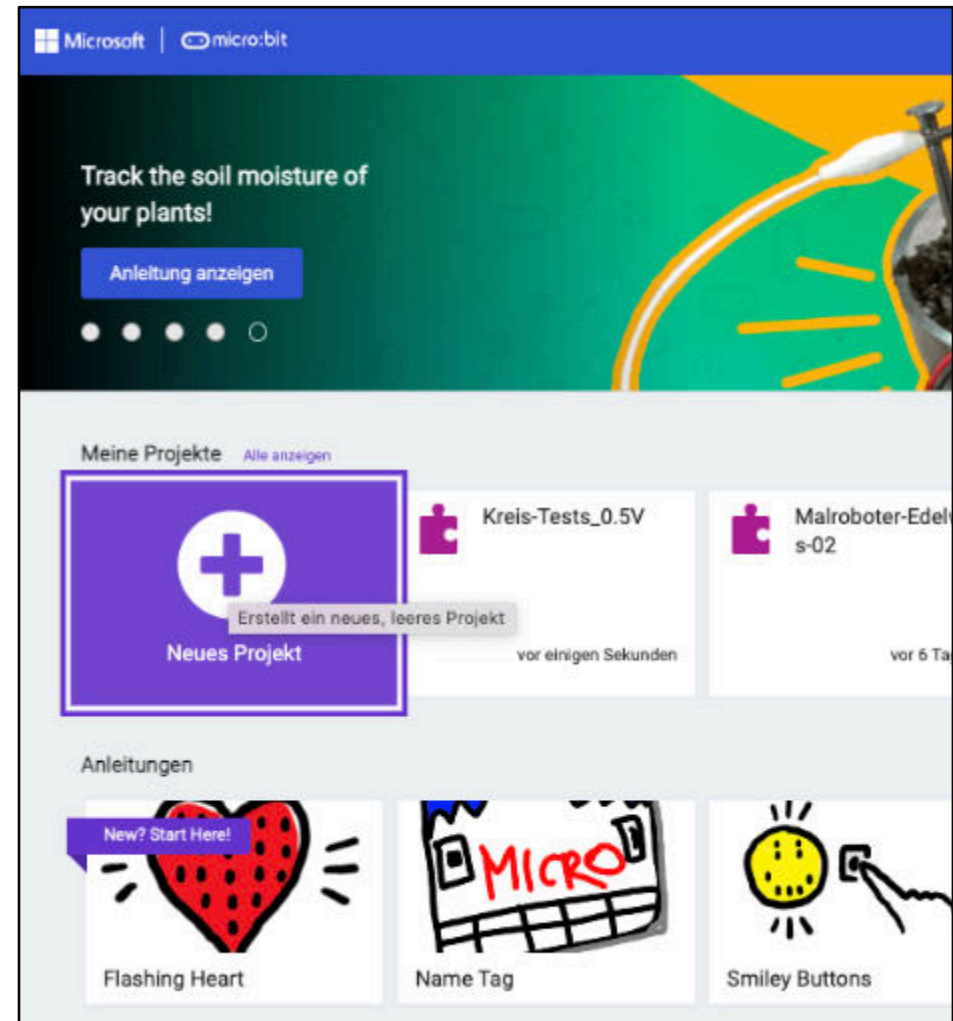 Microsoft | micro:bit
Track the soil moisture of
your plants!
Anleitung anzeigen
Meine Projekte Alle anzeigen
Neues Projekt
Erstellt ein neues, leeres Projekt
Kreis-Tests_0.5V
vor einigen Sekunden
Malroboter-Edel
s-02
vor 6 Ta
Anleitungen
New? Start Here!
Flashing Heart
MICRO
Name Tag
Smiley Buttons